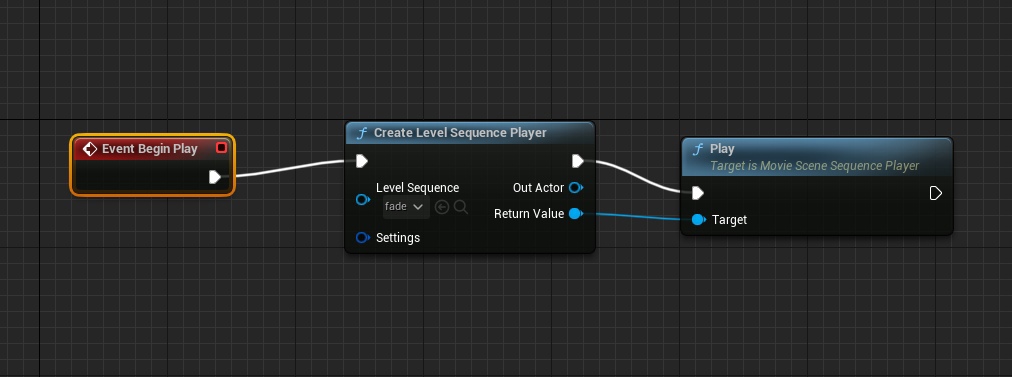 Event Begin Play
Create Level Sequence Player
Level Sequence
fade
Out Actor
Return Value
Settings
Play
Target is Movie Scene Sequence Player
Target